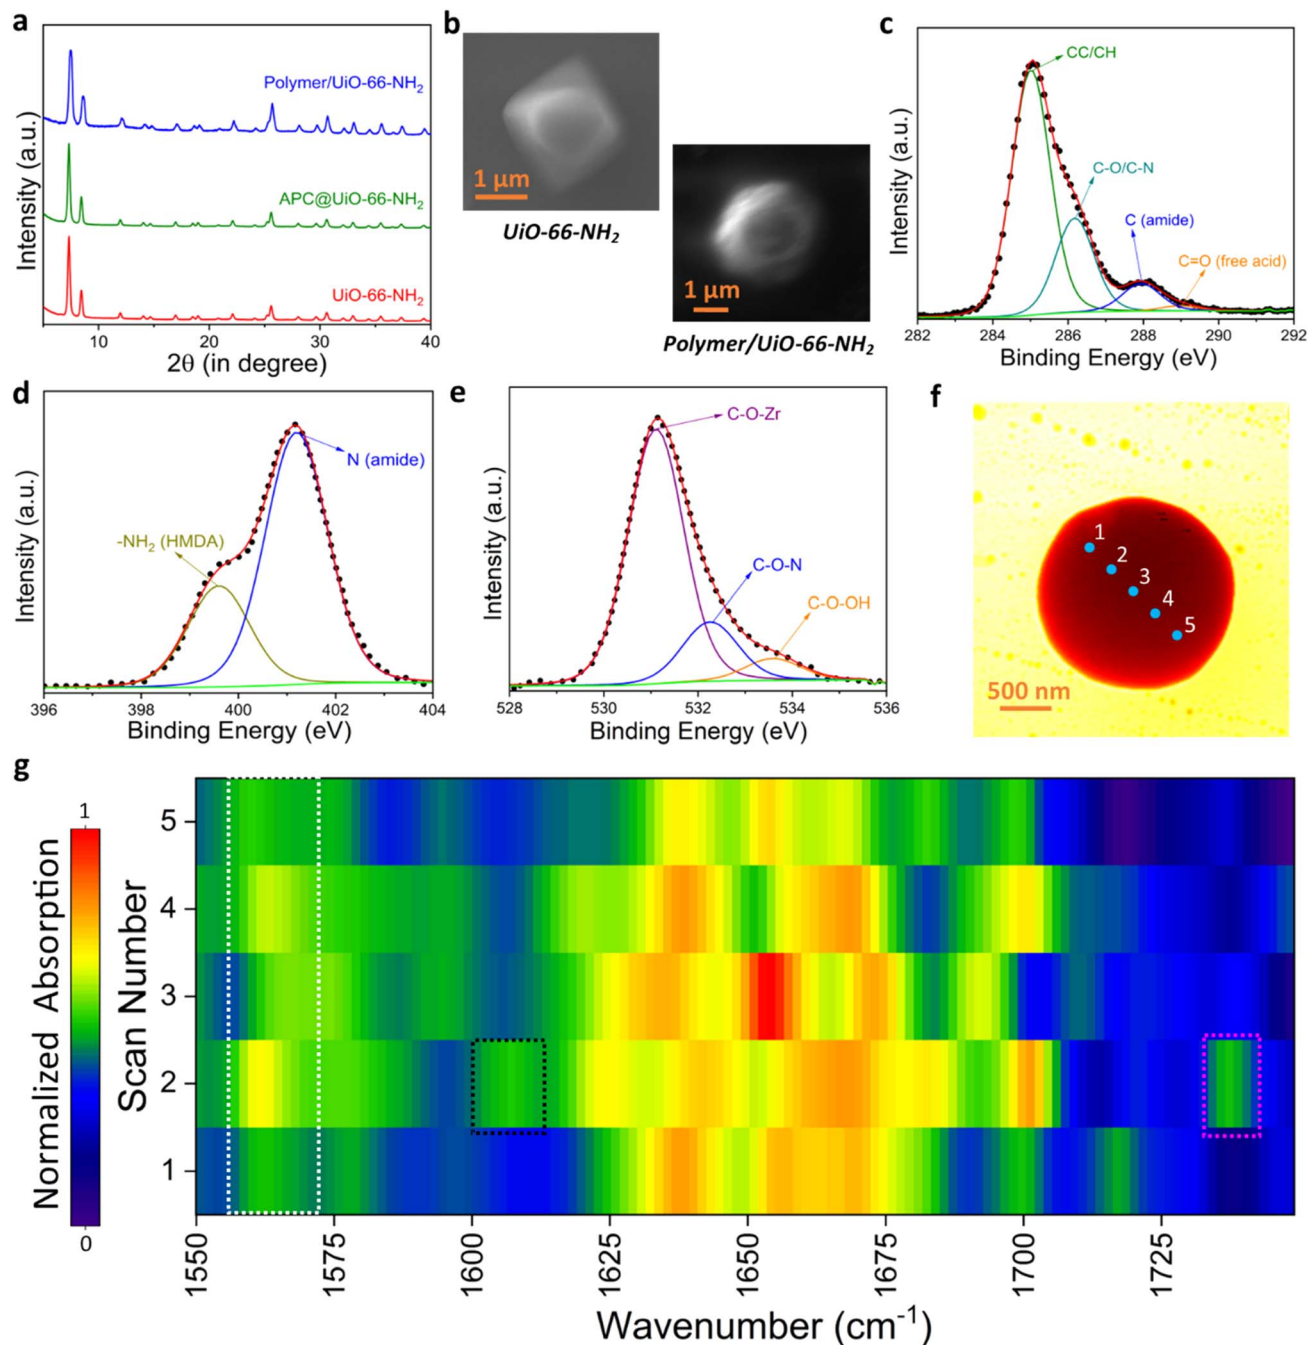 a
Intensity (a.u.)
Polymer/UiO-66-NH2
APC@UiO-66-NH2
UiO-66-NH2
10 20 30 40
2θ (in degree)
b
1 μm
UiO-66-NH2
1 μm
Polymer/UiO-66-NH2
c
Intensity (a.u.)
CC/CH
C-O/C-N
C (amide)
C=O (free acid)
282 284 286 288 290 292
Binding Energy (eV)
d
Intensity (a.u.)
N (amide)
-NH2 (HMDA)
396 398 400 402 404
Binding Energy (eV)
e
Intensity (a.u.)
C-O-Zr
C-O-N
C-O-OH
528 530 532 534 536
Binding Energy (eV)
f
1
2
3
4
5
500 nm
g
1
Normalized Absorption
0
Scan Number
5
4
3
2
1
1550 1575 1600 1625 1650 1675 1700 1725
Wavenumber (cm-1)